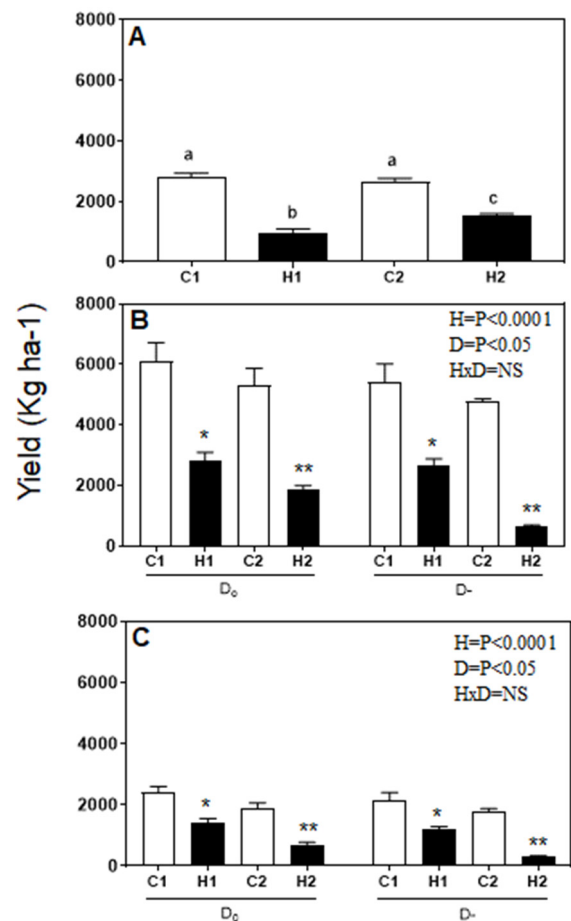 Yield (Kg ha-1)
8000
A
6000
4000
2000
0
a
b
a
c
C1 H1 C2 H2
8000
B
6000
4000
2000
0
H=P<0.0001
D=P<0.05
HxD=NS
* ** * **
C1 H1 C2 H2 C1 H1 C2 H2
D₀ D-
8000
C
6000
4000
2000
0
H=P<0.0001
D=P<0.05
HxD=NS
* ** * **
C1 H1 C2 H2 C1 H1 C2 H2
D₀ D-